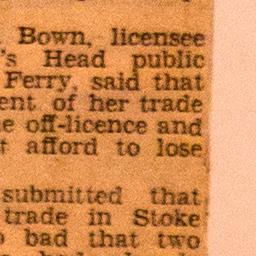 Bown, licensee
's Head public
Ferry, said that
ent of her trade
e off-licence and
t afford to lose
submitted that
trade in Stoke
bad that two